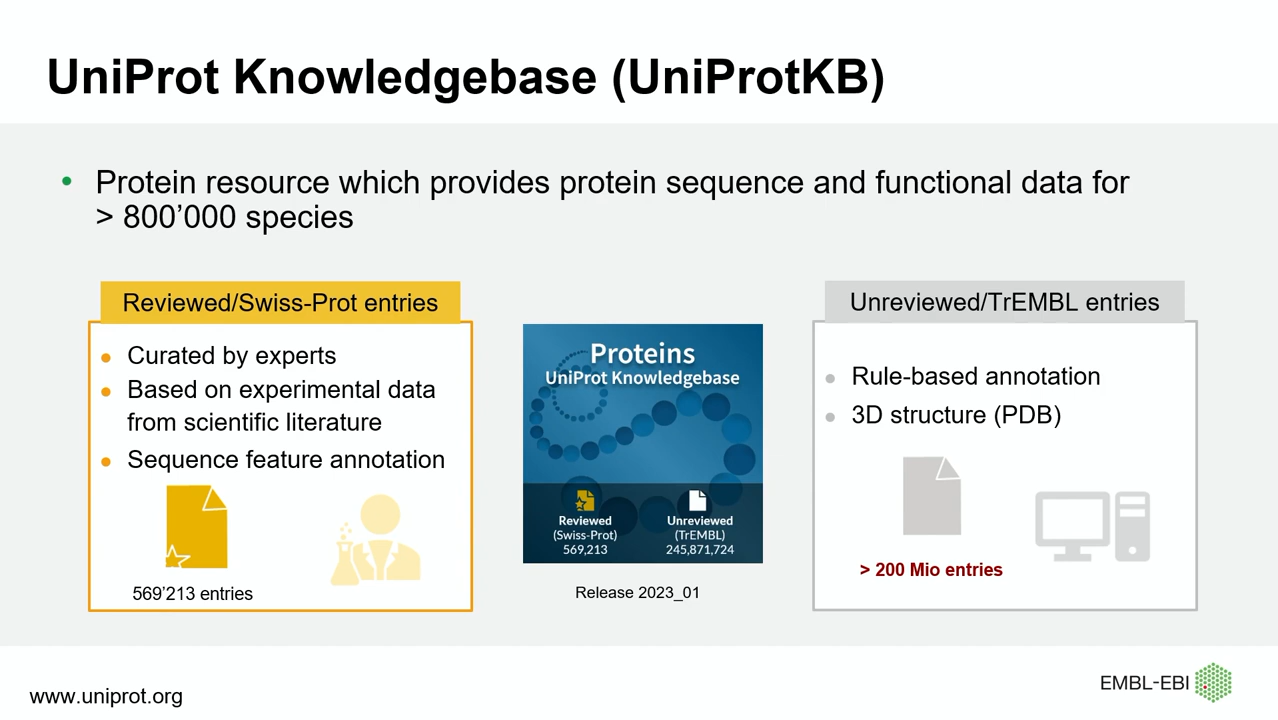 UniProt Knowledgebase (UniProtKB)
• Protein resource which provides protein sequence and functional data for
> 800’000 species
Reviewed/Swiss-Prot entries
• Curated by experts
• Based on experimental data
from scientific literature
• Sequence feature annotation
569’213 entries
Proteins
UniProt Knowledgebase
Reviewed
(Swiss-Prot)
569,213
Unreviewed
(TrEMBL)
245,871,724
Release 2023_01
Unreviewed/TrEMBL entries
• Rule-based annotation
• 3D structure (PDB)
> 200 Mio entries
www.uniprot.org
EMBL-EBI